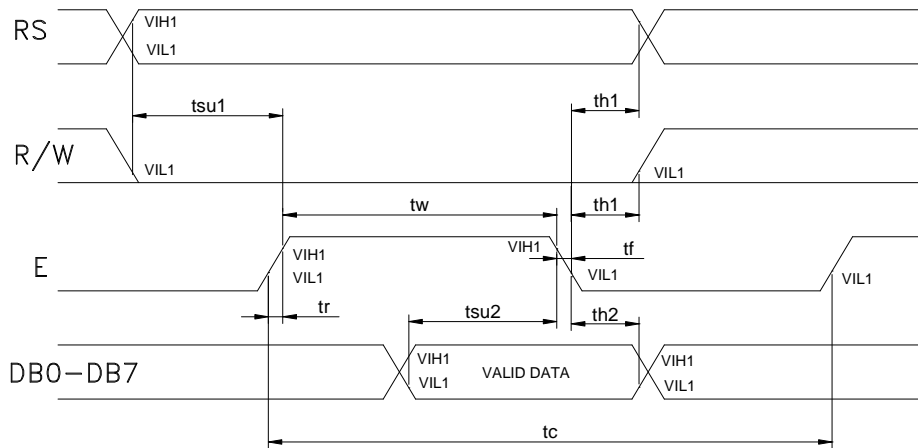 RS
VIH1
VIL1
tsu1
th1
R/W
VIL1
VIL1
tw
th1
E
VIH1
VIL1
VIH1
tf
VIL1
VIL1
tr
tsu2
th2
DB0-DB7
VIH1
VIL1
VALID DATA
VIH1
VIL1
tc